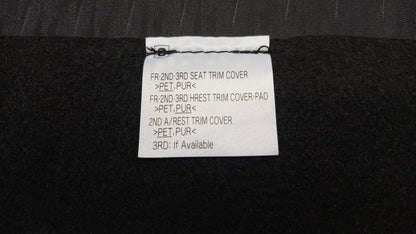 FR·2ND·3RD SEAT TRIM COVER
>PET,PUR<
FR·2ND·3RD HREST TRIM COVER·PAD
>PET,PUR<
2ND A/REST TRIM COVER
>PET,PUR<
3RD: If Available